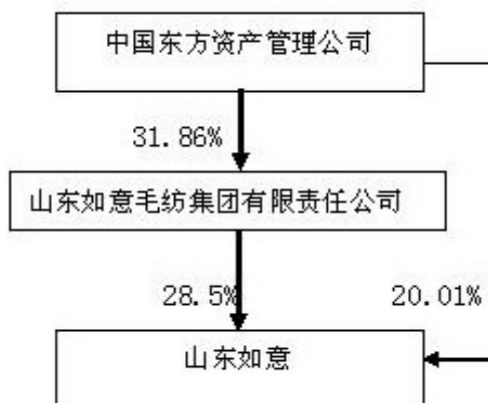 中国东方资产管理公司
31.86%
山东如意毛纺集团有限责任公司
28.5%
20.01%
山东如意